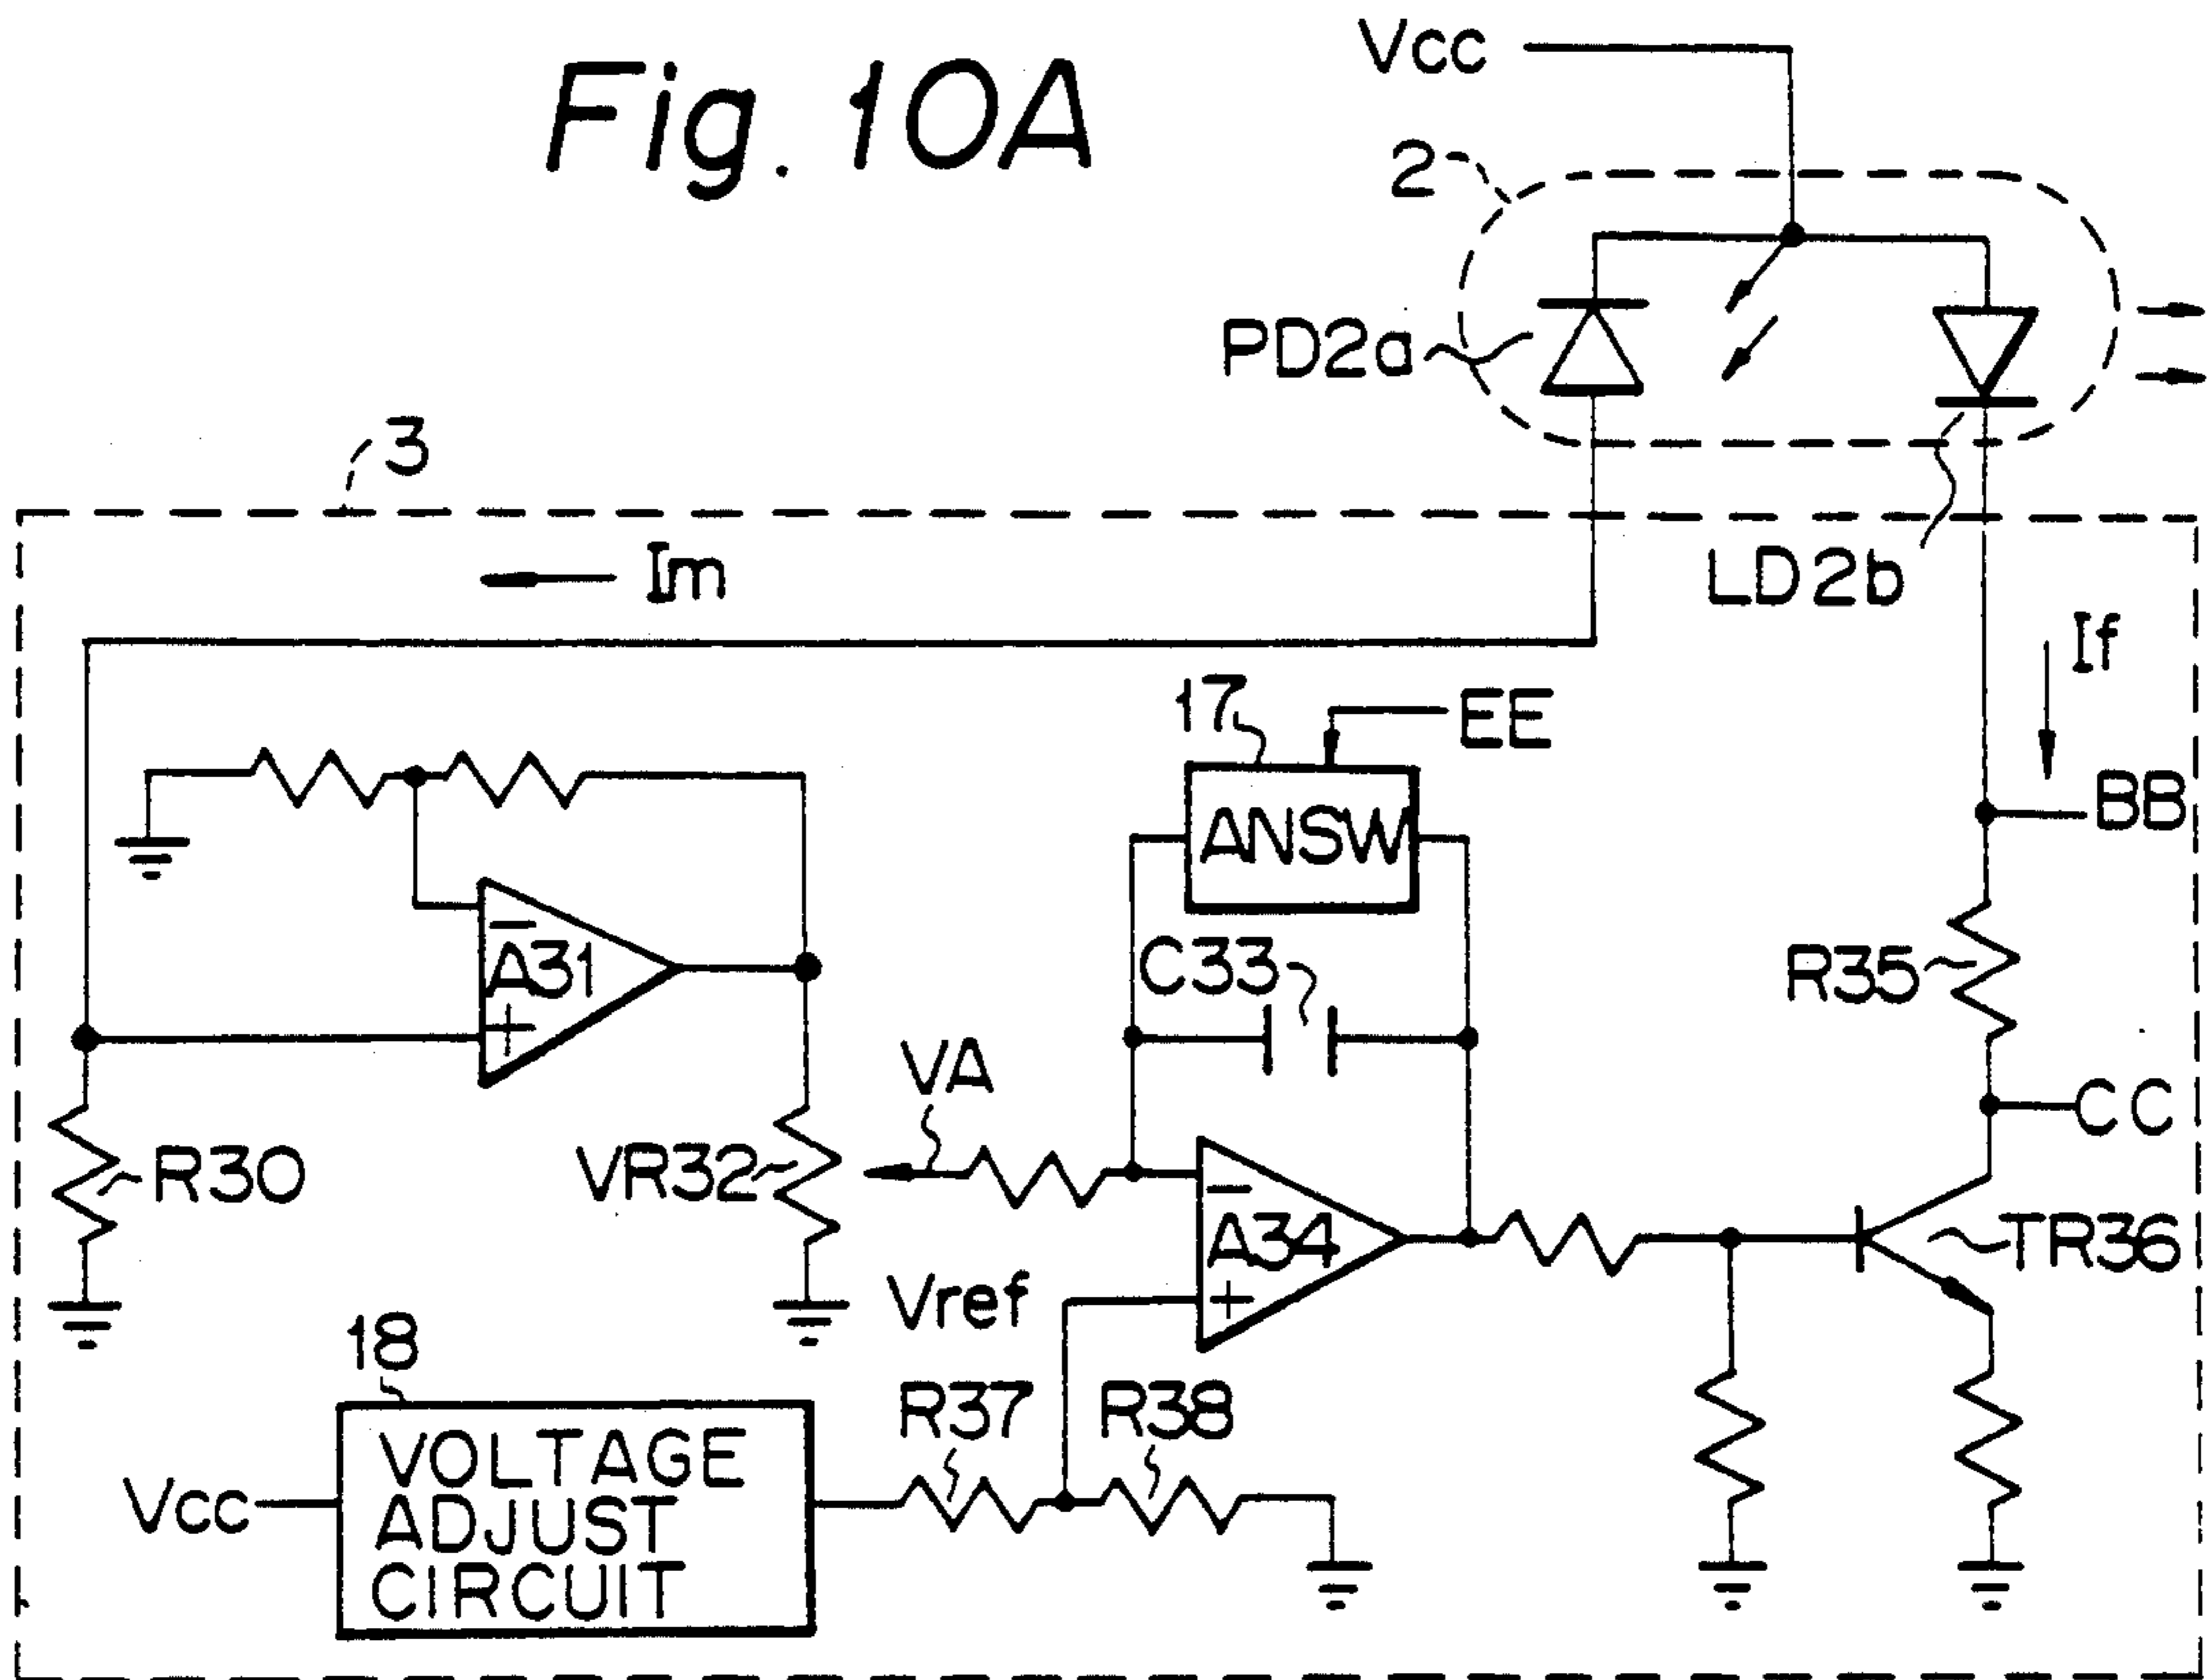 Fig. 10A
Vcc
2
PD2a
3
Im
LD2b
If
17
EE
ANSW
BB
A31
−
+
C33
R35
VA
CC
R30
VR32
−
A34
+
TR36
Vref
18
R37
R38
Vcc
VOLTAGE
ADJUST
CIRCUIT